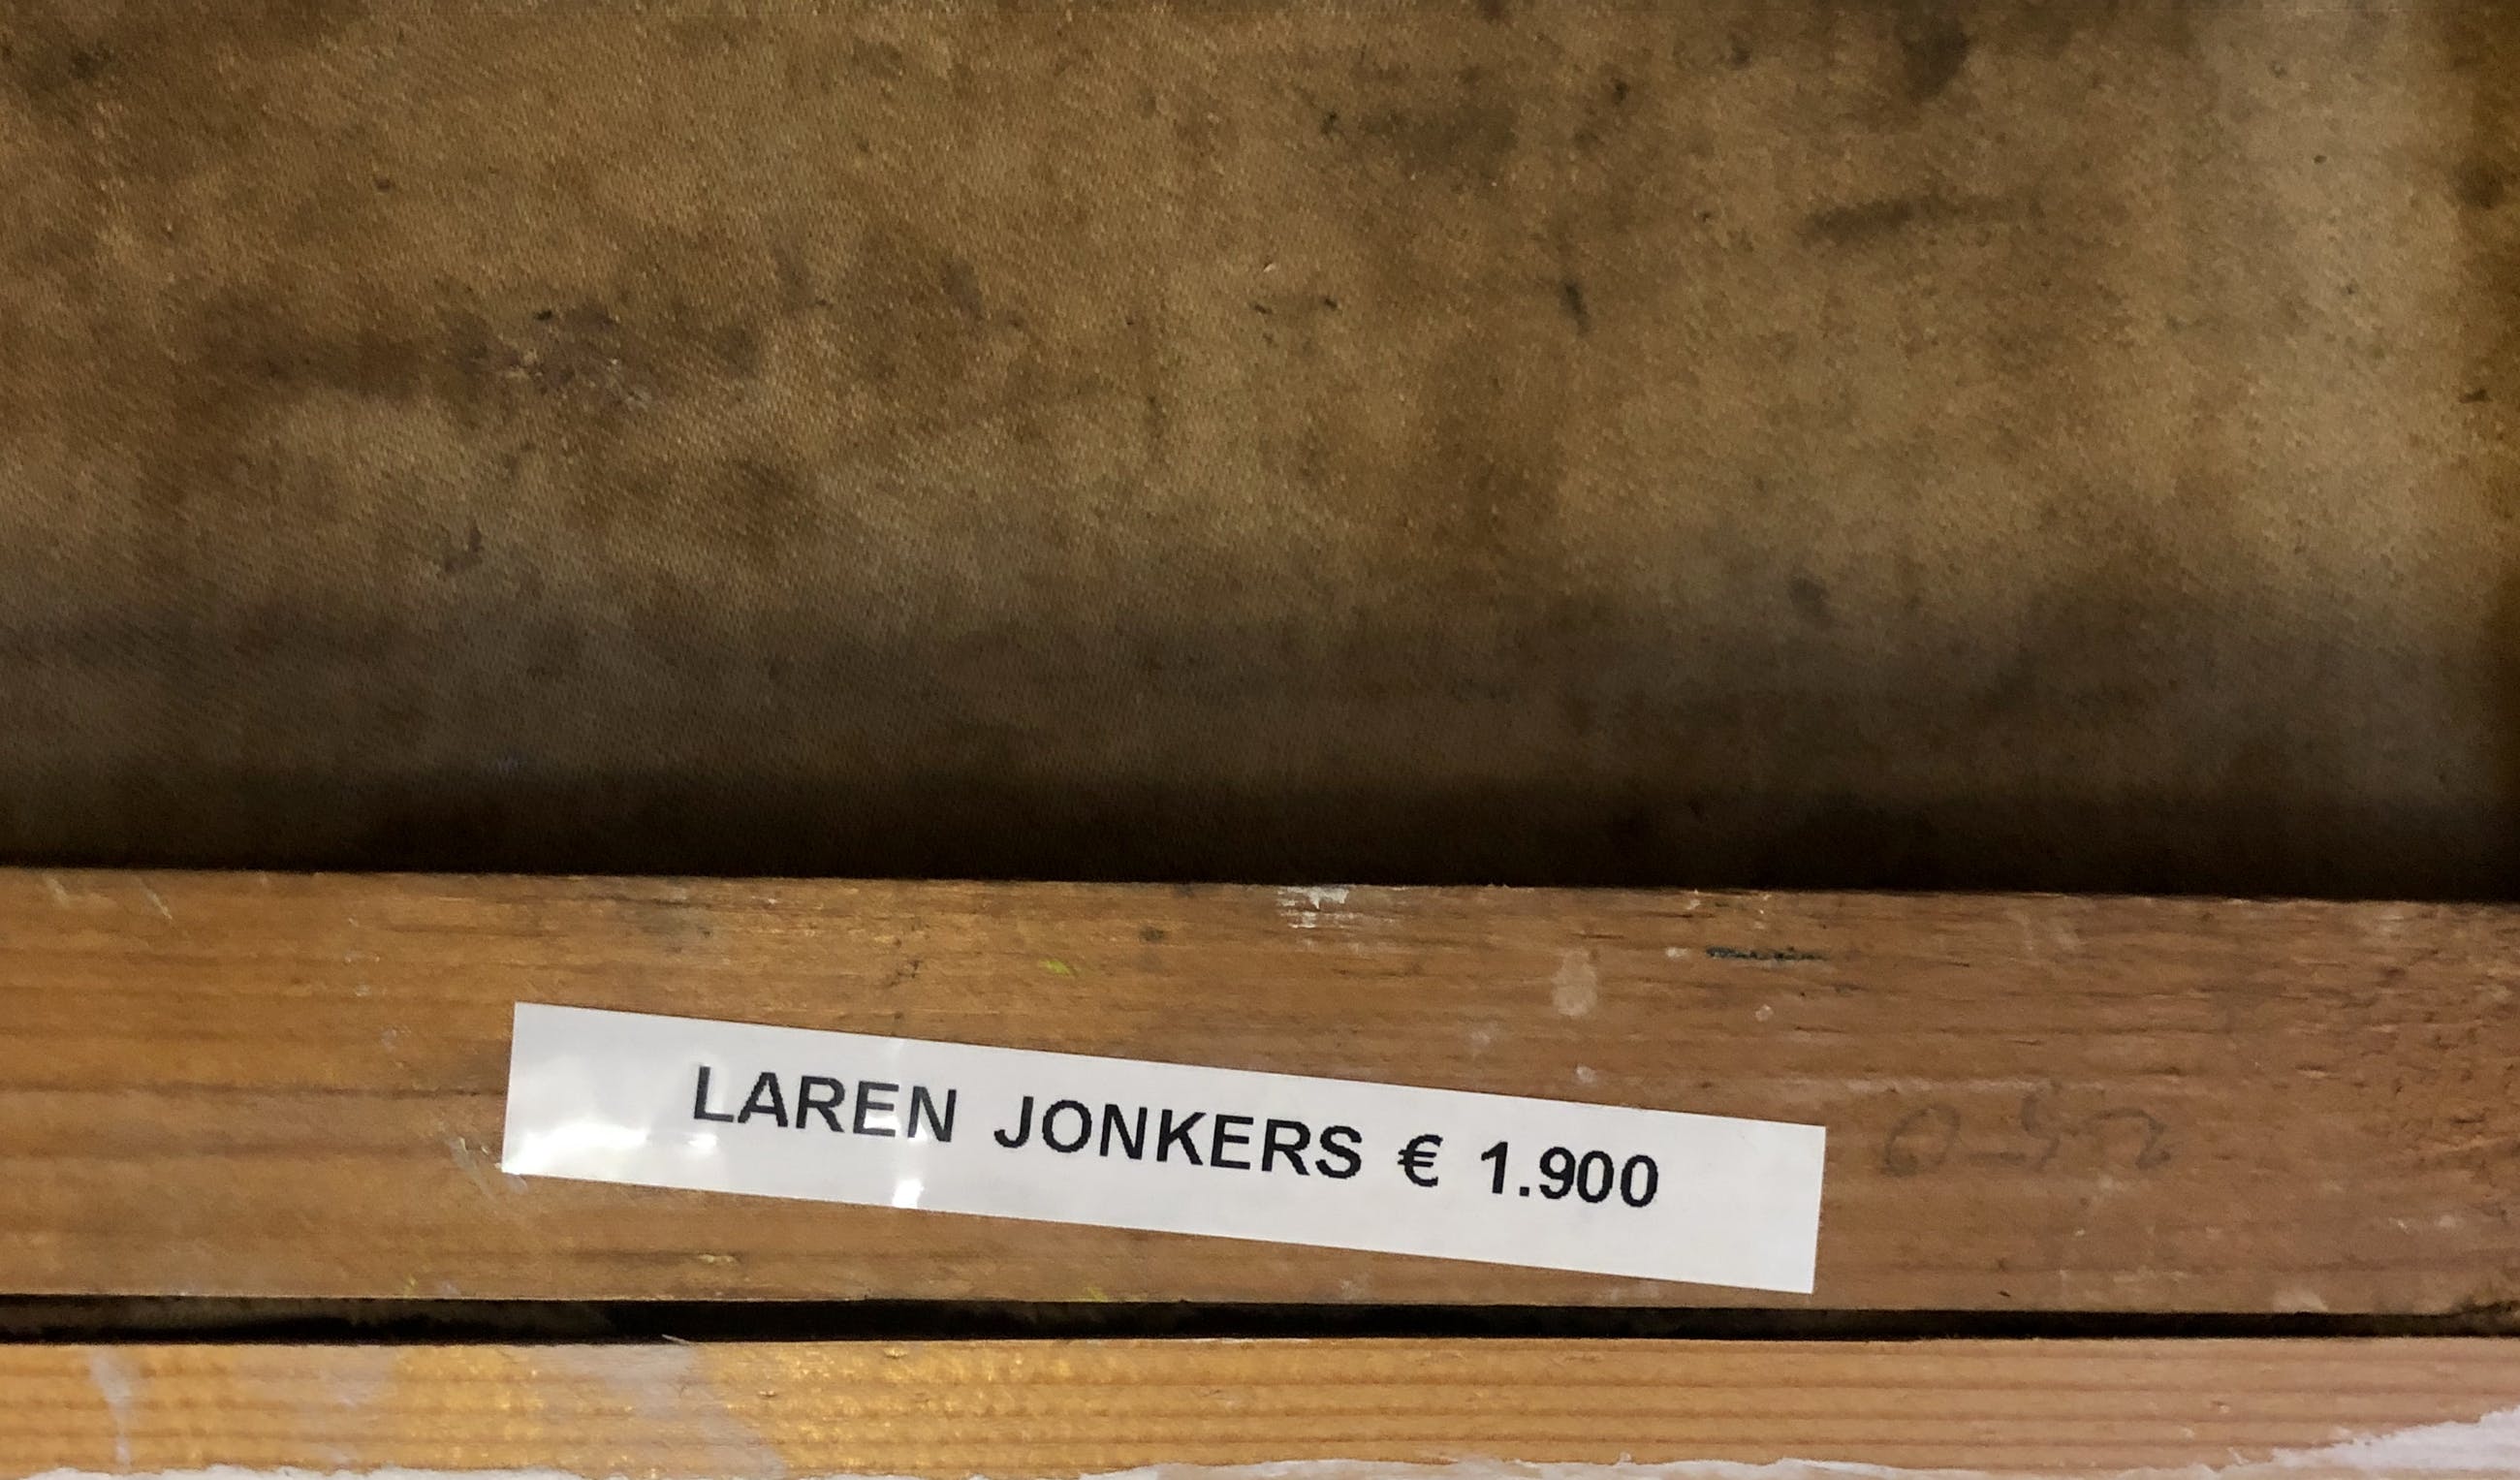 LAREN JONKERS € 1.900